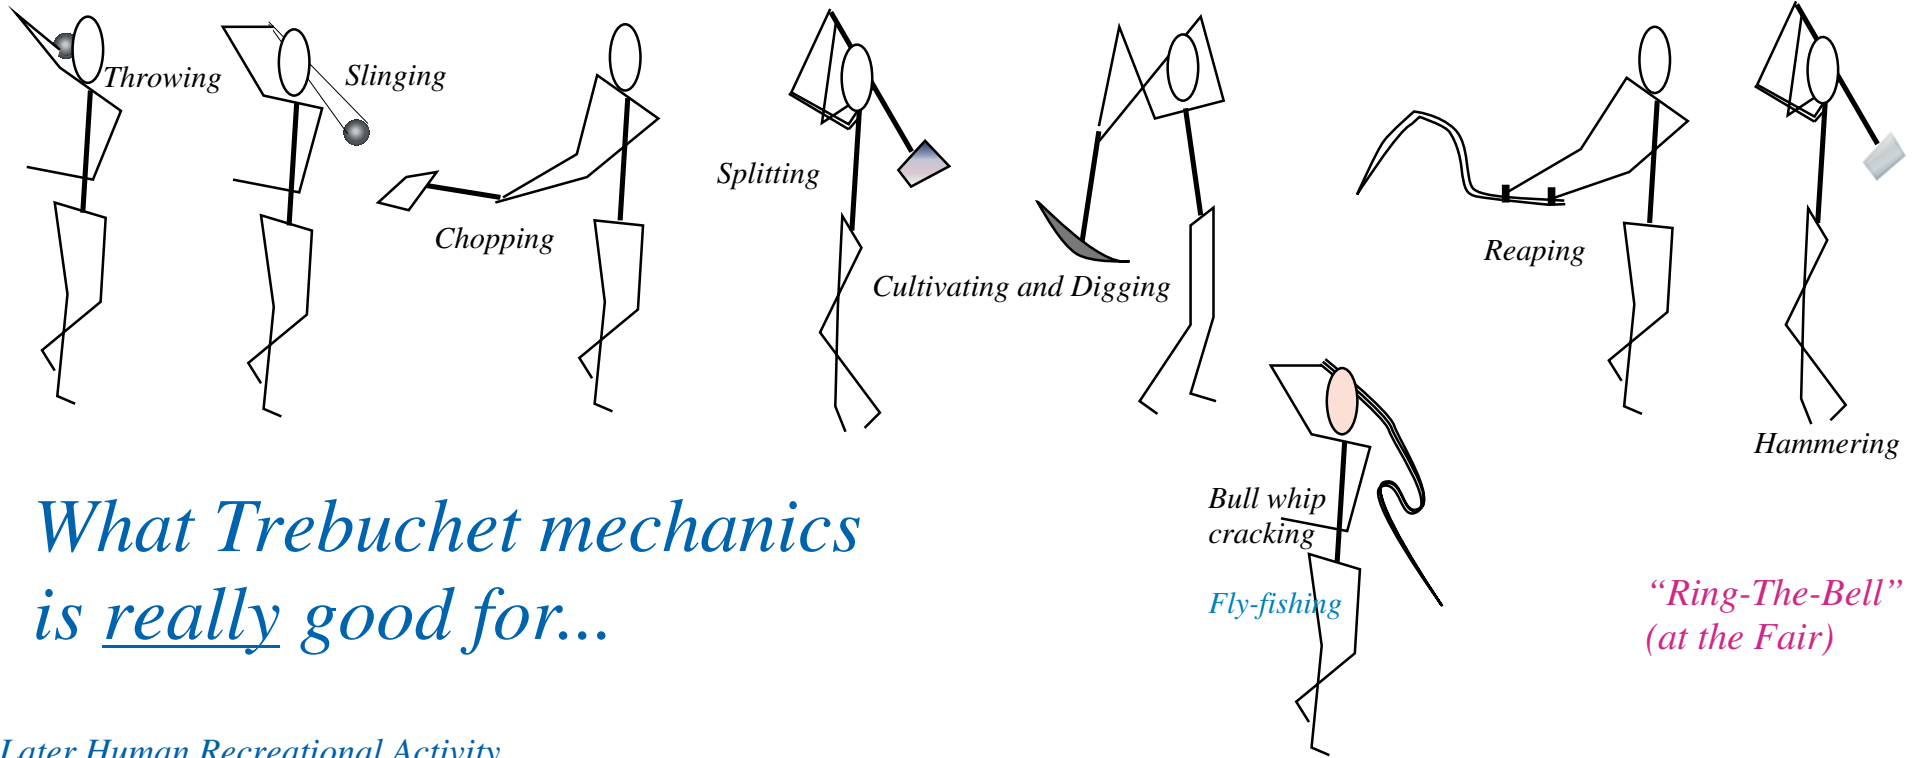 Throwing
Slinging
Chopping
Splitting
Cultivating and Digging
Reaping
Hammering
Bull whip
cracking
Fly-fishing
“Ring-The-Bell”
(at the Fair)
What Trebuchet mechanics
is really good for...
Later Human Recreational Activity